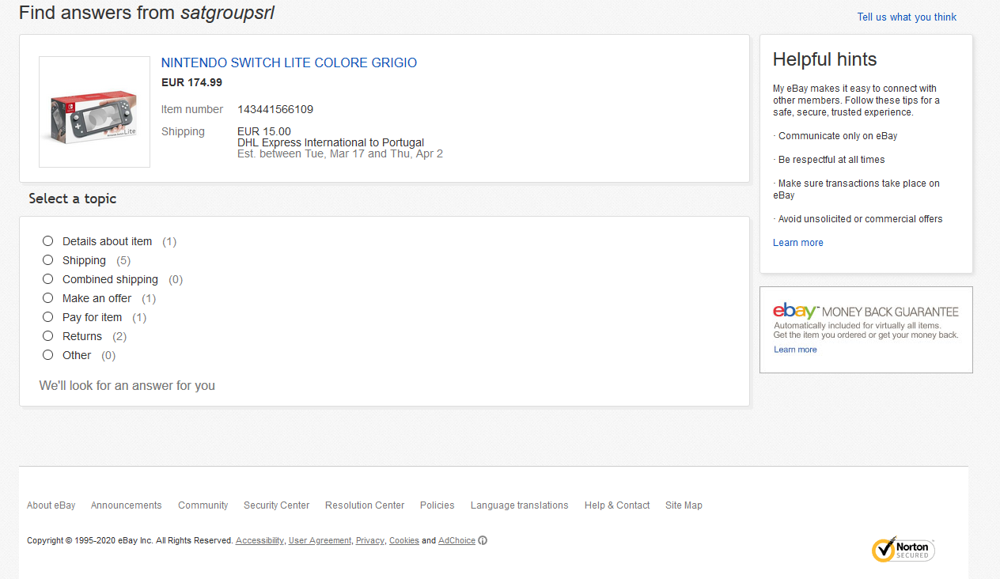 Find answers from satgroupsrl
Tell us what you think
NINTENDO SWITCH LITE COLORE GRIGIO
EUR 174.99
Item number 143441566109
Shipping EUR 15.00
DHL Express International to Portugal
Est. between Tue, Mar 17 and Thu, Apr 2
Lite
Select a topic
Details about item (1)
Shipping (5)
Combined shipping (0)
Make an offer (1)
Pay for item (1)
Returns (2)
Other (0)
We'll look for an answer for you
Helpful hints
My eBay makes it easy to connect with
other members. Follow these tips for a
safe, secure, trusted experience.
· Communicate only on eBay
· Be respectful at all times
· Make sure transactions take place on
eBay
· Avoid unsolicited or commercial offers
Learn more
ebay™ MONEY BACK GUARANTEE
Automatically included for virtually all items.
Get the item you ordered or get your money back.
Learn more
About eBay Announcements Community Security Center Resolution Center Policies Language translations Help & Contact Site Map
Copyright © 1995-2020 eBay Inc. All Rights Reserved. Accessibility, User Agreement, Privacy, Cookies and AdChoice
Norton
SECURED